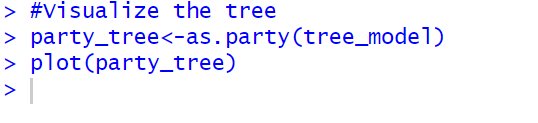 > #Visualize the tree
> party_tree<-as.party(tree_model)
> plot(party_tree)
>